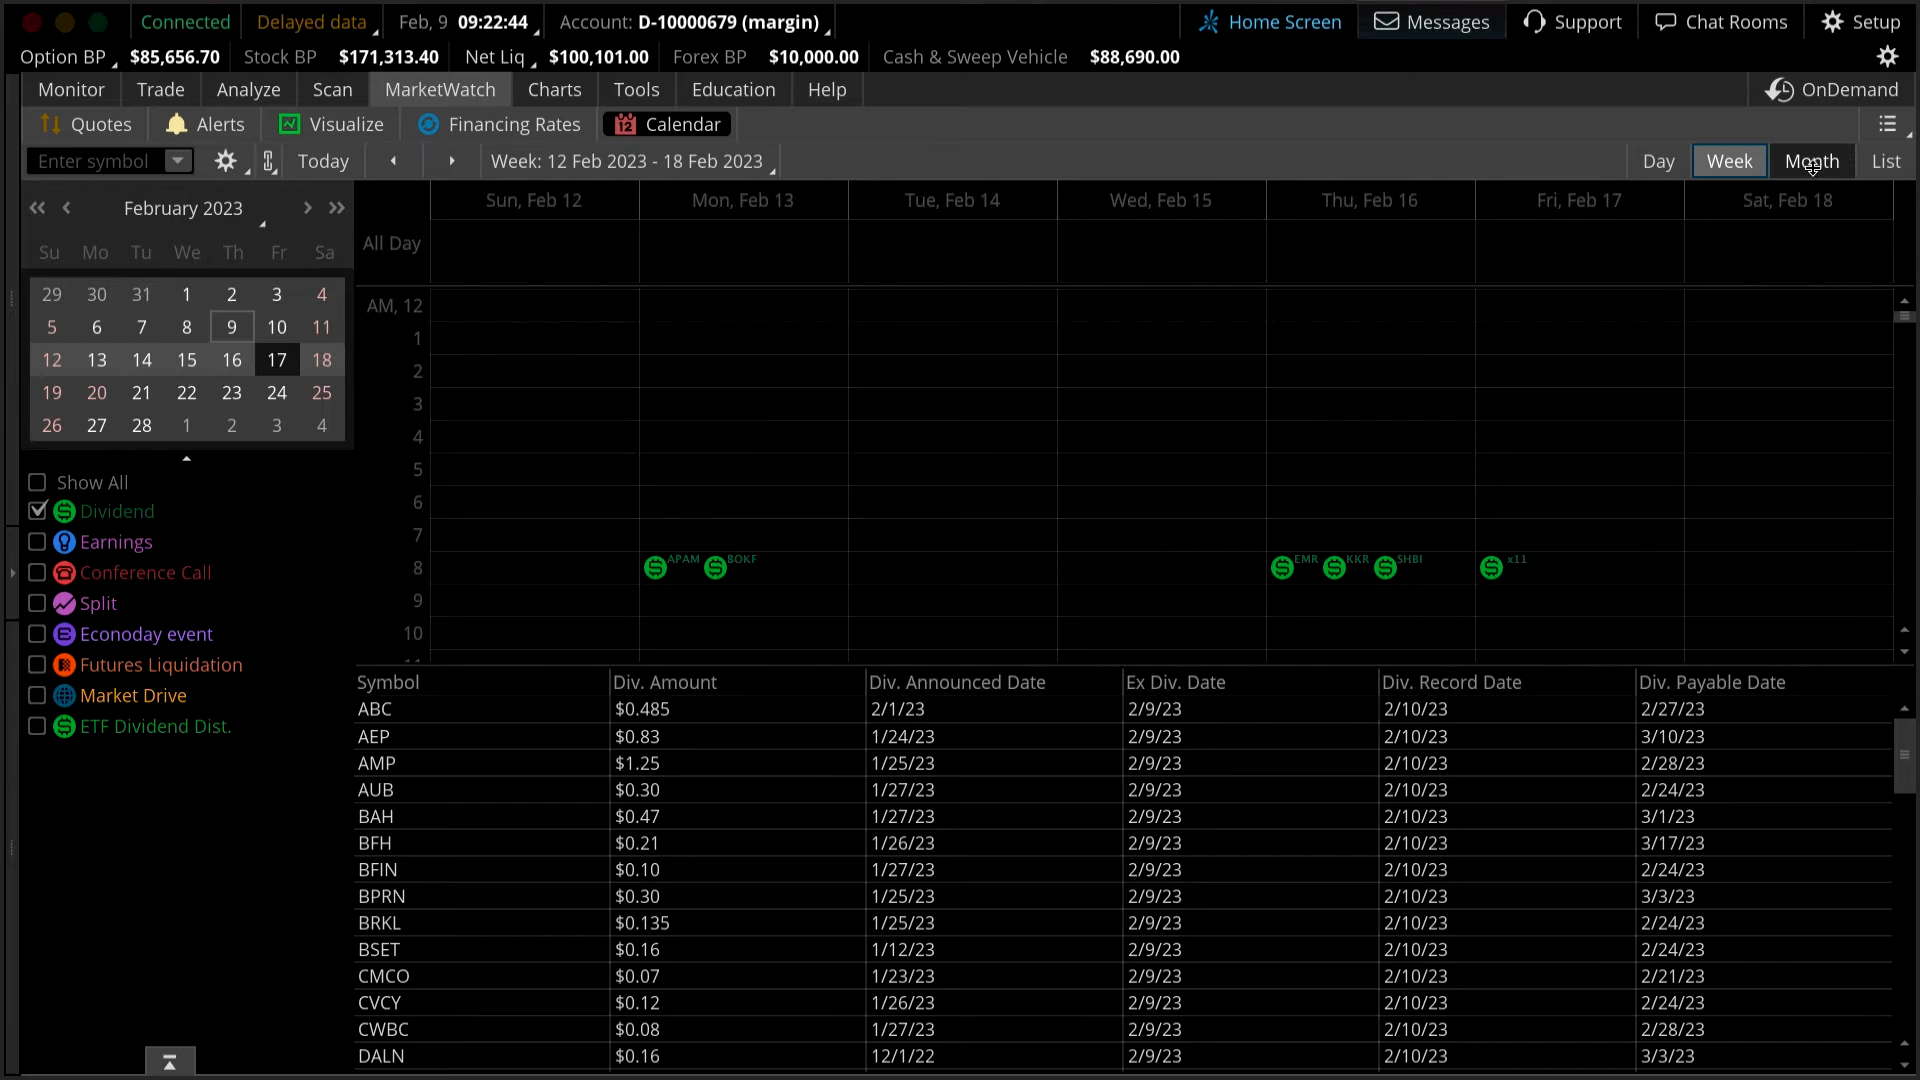 Connected Delayed data Feb, 9 09:22:44 Account: D-10000679 (margin) Home Screen Messages Support Chat Rooms Setup
Option BP $85,656.70 Stock BP $171,313.40 Net Liq $100,101.00 Forex BP $10,000.00 Cash & Sweep Vehicle $88,690.00
Monitor Trade Analyze Scan MarketWatch Charts Tools Education Help OnDemand
Quotes Alerts Visualize Financing Rates 12 Calendar
Enter symbol Today Week: 12 Feb 2023 - 18 Feb 2023 Day Week Month List
February 2023 Sun, Feb 12 Mon, Feb 13 Tue, Feb 14 Wed, Feb 15 Thu, Feb 16 Fri, Feb 17 Sat, Feb 18
Su Mo Tu We Th Fr Sa
All Day
29 30 31 1 2 3 4
5 6 7 8 9 10 11
12 13 14 15 16 17 18
19 20 21 22 23 24 25
26 27 28 1 2 3 4
AM, 12
1
2
3
4
5
6
7
8 APAM BOKF EMR KKR SHBI x11
9
10
11
Show All
Dividend
Earnings
Conference Call
Split
Econoday event
Futures Liquidation
Market Drive
ETF Dividend Dist.
Symbol Div. Amount Div. Announced Date Ex Div. Date Div. Record Date Div. Payable Date
ABC $0.485 2/1/23 2/9/23 2/10/23 2/27/23
AEP $0.83 1/24/23 2/9/23 2/10/23 3/10/23
AMP $1.25 1/25/23 2/9/23 2/10/23 2/28/23
AUB $0.30 1/27/23 2/9/23 2/10/23 2/24/23
BAH $0.47 1/27/23 2/9/23 2/10/23 3/1/23
BFH $0.21 1/26/23 2/9/23 2/10/23 3/17/23
BFIN $0.10 1/27/23 2/9/23 2/10/23 2/24/23
BPRN $0.30 1/25/23 2/9/23 2/10/23 3/3/23
BRKL $0.135 1/25/23 2/9/23 2/10/23 2/24/23
BSET $0.16 1/12/23 2/9/23 2/10/23 2/24/23
CMCO $0.07 1/23/23 2/9/23 2/10/23 2/21/23
CVCY $0.12 1/26/23 2/9/23 2/10/23 2/24/23
CWBC $0.08 1/27/23 2/9/23 2/10/23 2/28/23
DALN $0.16 12/1/22 2/9/23 2/10/23 3/3/23